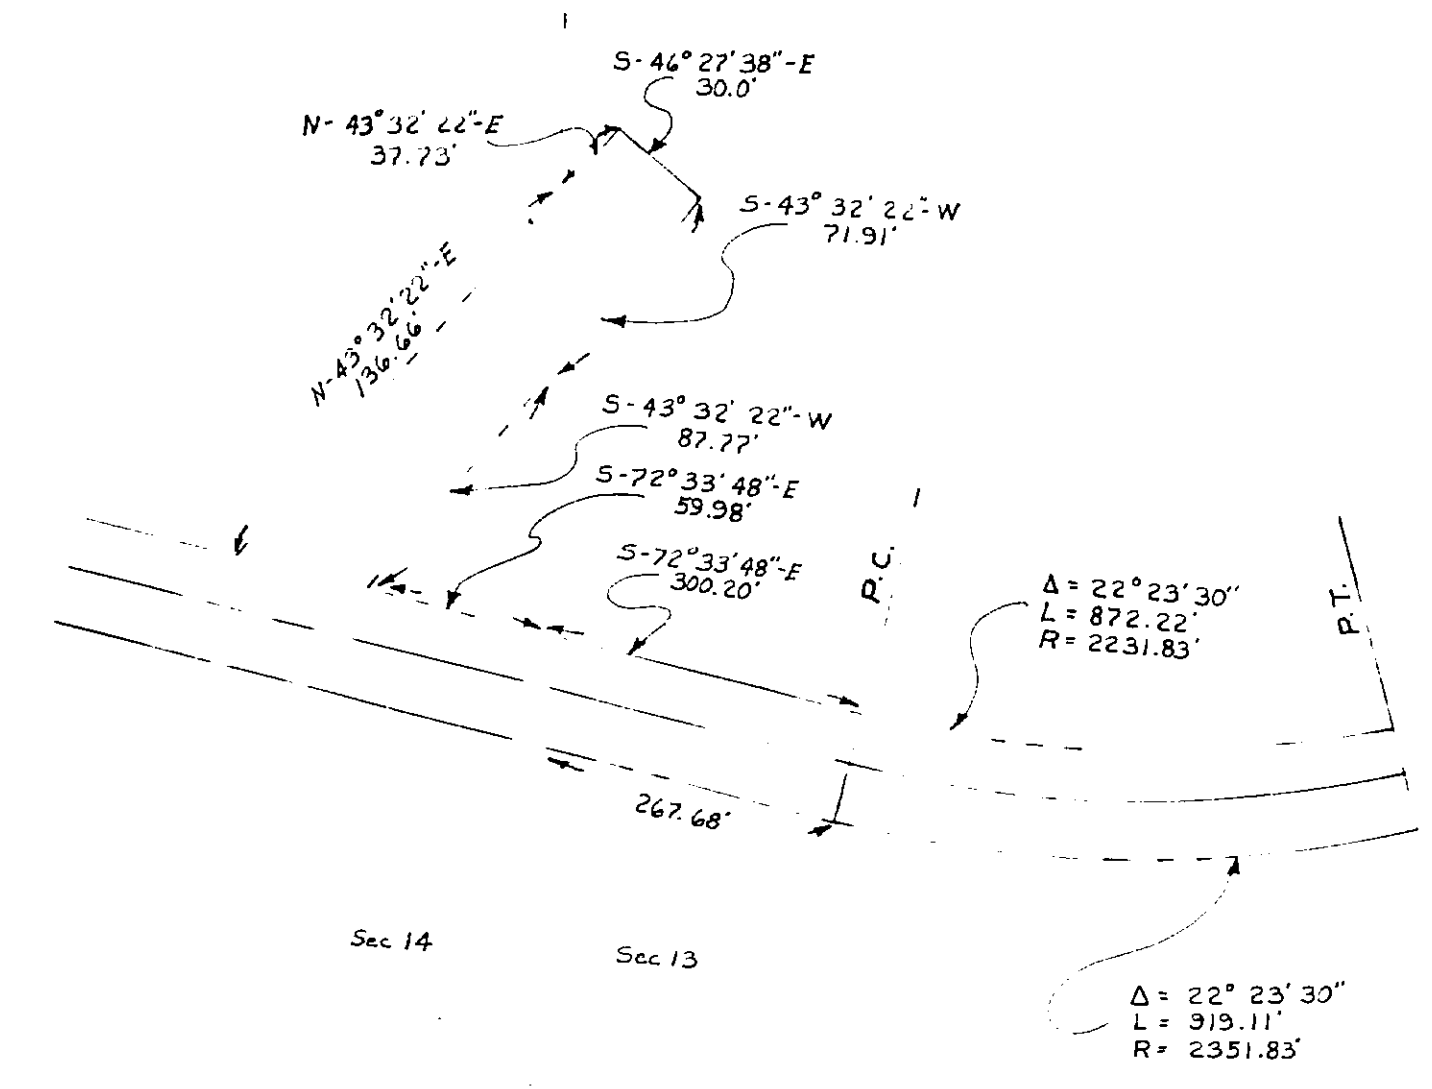 S-46° 27' 38"-E
30.0'
N-43° 32' 22"-E
37.73'
S-43° 32' 22"-W
71.91'
N-43° 32' 22"-E
136.66'
S-43° 32' 22"-W
87.77'
S-72° 33' 48"-E
59.98'
S-72° 33' 48"-E
300.20'
P.C.
Δ = 22° 23' 30"
L = 872.22'
R = 2231.83'
P.T.
267.68'
Sec 14
Sec 13
Δ = 22° 23' 30"
L = 919.11'
R = 2351.83'